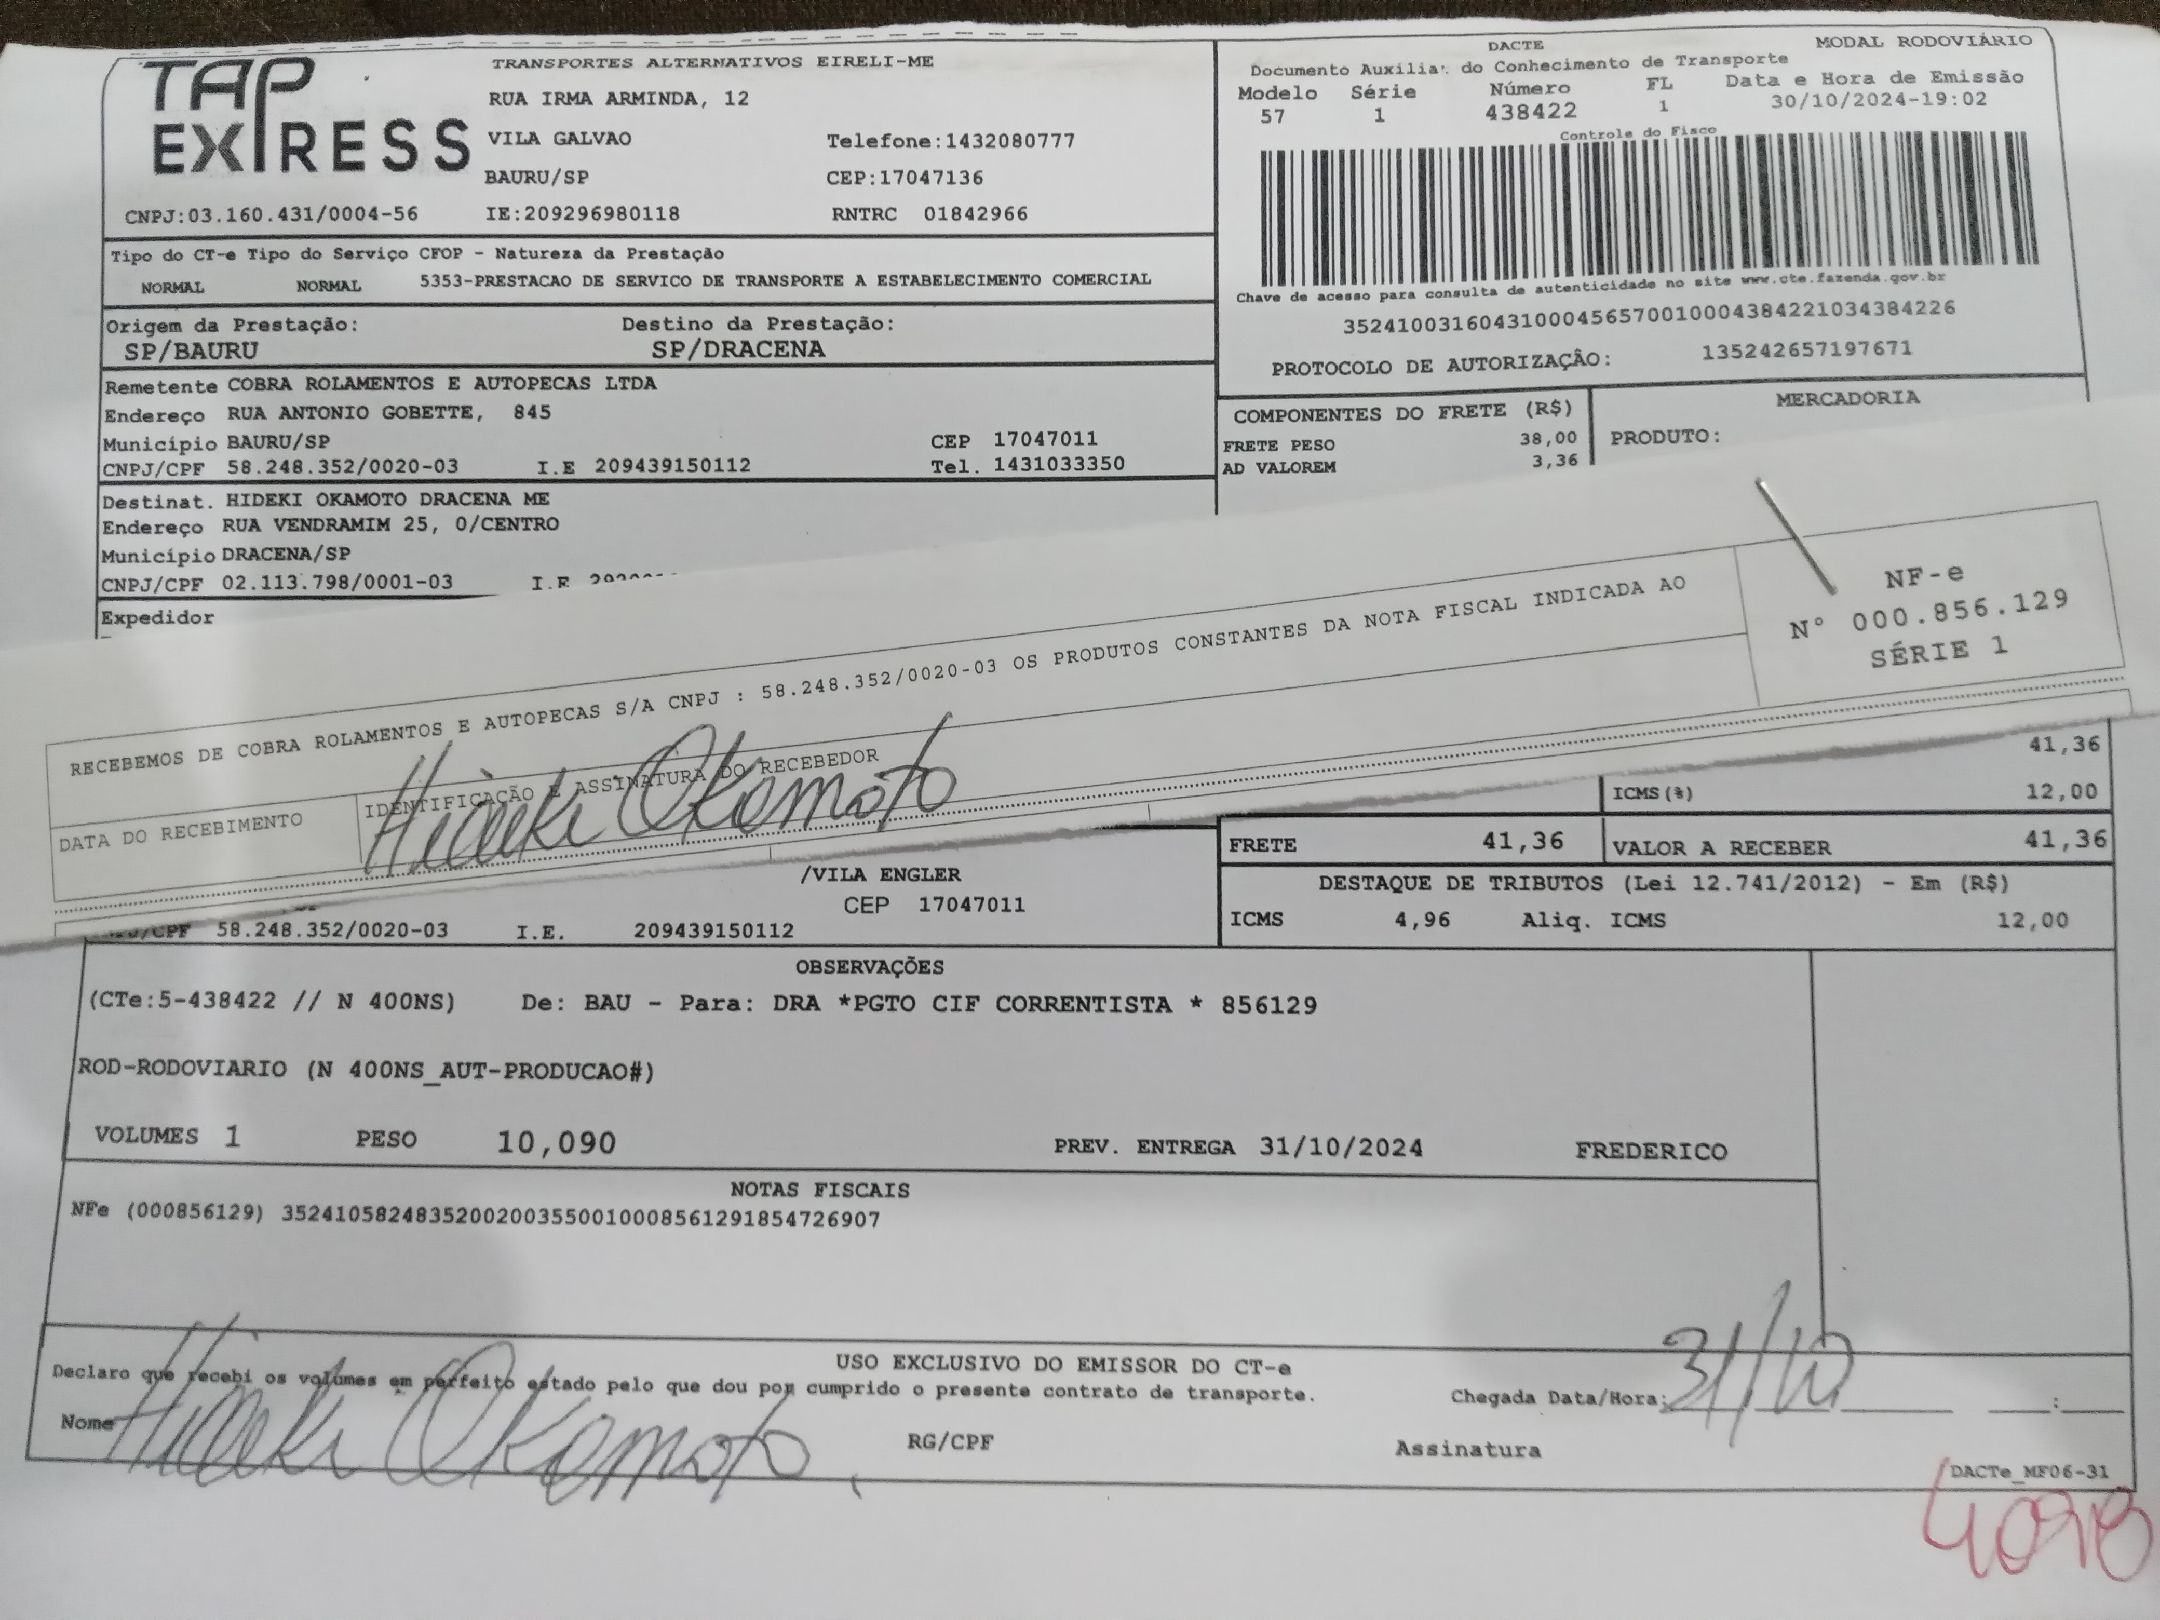 TAP EXPRESS
TRANSPORTES ALTERNATIVOS EIRELI-ME
RUA IRMA ARMINDA, 12
VILA GALVAO Telefone:1432080777
BAURU/SP CEP:17047136
CNPJ:03.160.431/0004-56 IE:209296980118 RNTRC 01842966
DACTE MODAL RODOVIÁRIO
Documento Auxiliar do Conhecimento de Transporte
Modelo Série Número FL Data e Hora de Emissão
57 1 438422 1 30/10/2024-19:02
Controle do Fisco
Chave de acesso para consulta de autenticidade no site www.cte.fazenda.gov.br
35241003160431000456570010004384221034384226
PROTOCOLO DE AUTORIZAÇÃO: 135242657197671
Tipo do CT-e Tipo do Serviço CFOP - Natureza da Prestação
NORMAL NORMAL 5353-PRESTACAO DE SERVICO DE TRANSPORTE A ESTABELECIMENTO COMERCIAL
Origem da Prestação: Destino da Prestação:
SP/BAURU SP/DRACENA
Remetente COBRA ROLAMENTOS E AUTOPECAS LTDA
Endereço RUA ANTONIO GOBETTE, 845
Município BAURU/SP CEP 17047011
CNPJ/CPF 58.248.352/0020-03 I.E 209439150112 Tel. 1431033350
COMPONENTES DO FRETE (R$) MERCADORIA
FRETE PESO 38,00 PRODUTO:
AD VALOREM 3,36
Destinat. HIDEKI OKAMOTO DRACENA ME
Endereço RUA VENDRAMIM 25, 0/CENTRO
Município DRACENA/SP
CNPJ/CPF 02.113.798/0001-03 I.E
Expedidor
NF-e
N° 000.856.129
SÉRIE 1
RECEBEMOS DE COBRA ROLAMENTOS E AUTOPECAS S/A CNPJ : 58.248.352/0020-03 OS PRODUTOS CONSTANTES DA NOTA FISCAL INDICADA AO
DATA DO RECEBIMENTO IDENTIFICAÇÃO E ASSINATURA DO RECEBEDOR
Hideki Okamoto
41,36
ICMS(%) 12,00
FRETE 41,36 VALOR A RECEBER 41,36
/VILA ENGLER
CEP 17047011
CNPJ/CPF 58.248.352/0020-03 I.E. 209439150112
DESTAQUE DE TRIBUTOS (Lei 12.741/2012) - Em (R$)
ICMS 4,96 Aliq. ICMS 12,00
OBSERVAÇÕES
(CTe:5-438422 // N 400NS) De: BAU - Para: DRA *PGTO CIF CORRENTISTA * 856129
ROD-RODOVIARIO (N 400NS_AUT-PRODUCAO#)
VOLUMES 1 PESO 10,090 PREV. ENTREGA 31/10/2024 FREDERICO
NOTAS FISCAIS
NFe (000856129) 35241058248352002003550010008561291854726907
USO EXCLUSIVO DO EMISSOR DO CT-e
Declaro que recebi os volumes em perfeito estado pelo que dou por cumprido o presente contrato de transporte.
Chegada Data/Hora: 31/10 :
Nome Hideki Okamoto RG/CPF Assinatura
DACTe_MF06-31